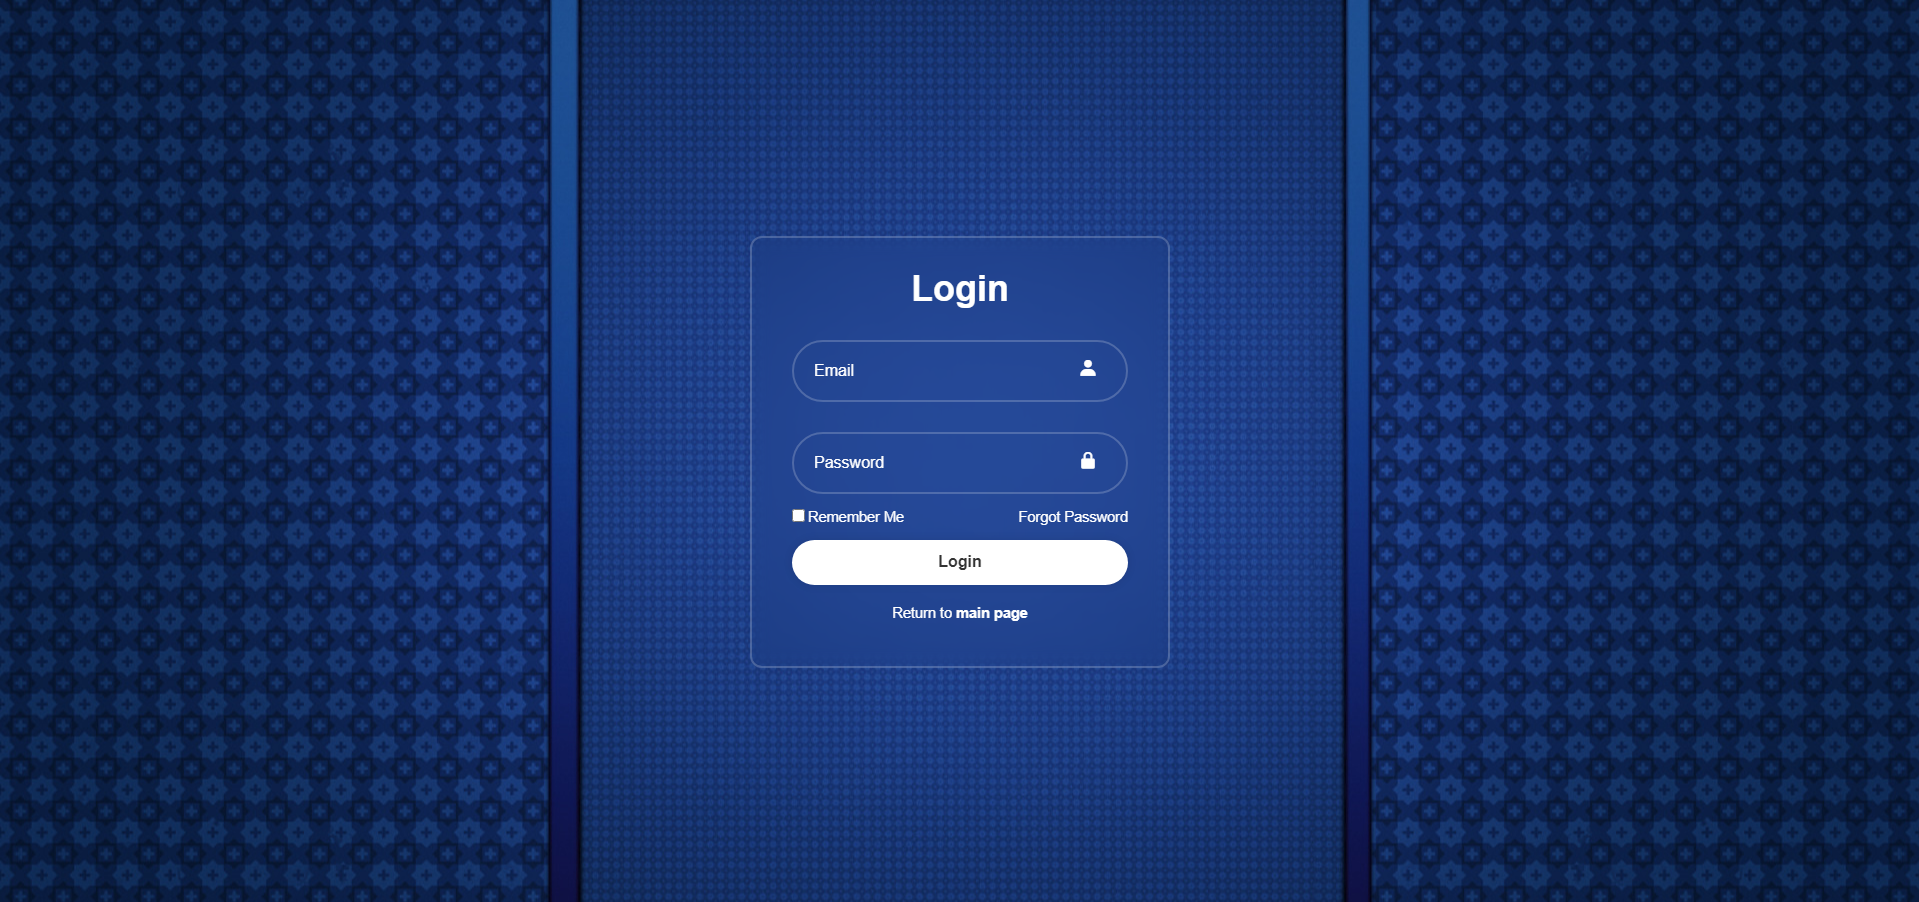 Login
Email
Password
Remember Me Forgot Password
Login
Return to main page